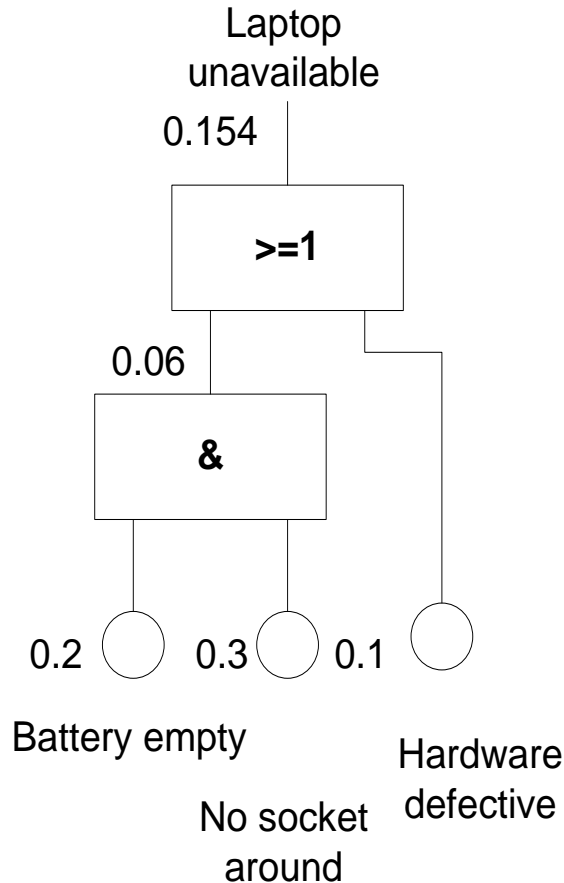 Laptop
unavailable
0.154
>=1
0.06
&
0.2
0.3
0.1
Battery empty
Hardware
defective
No socket
around